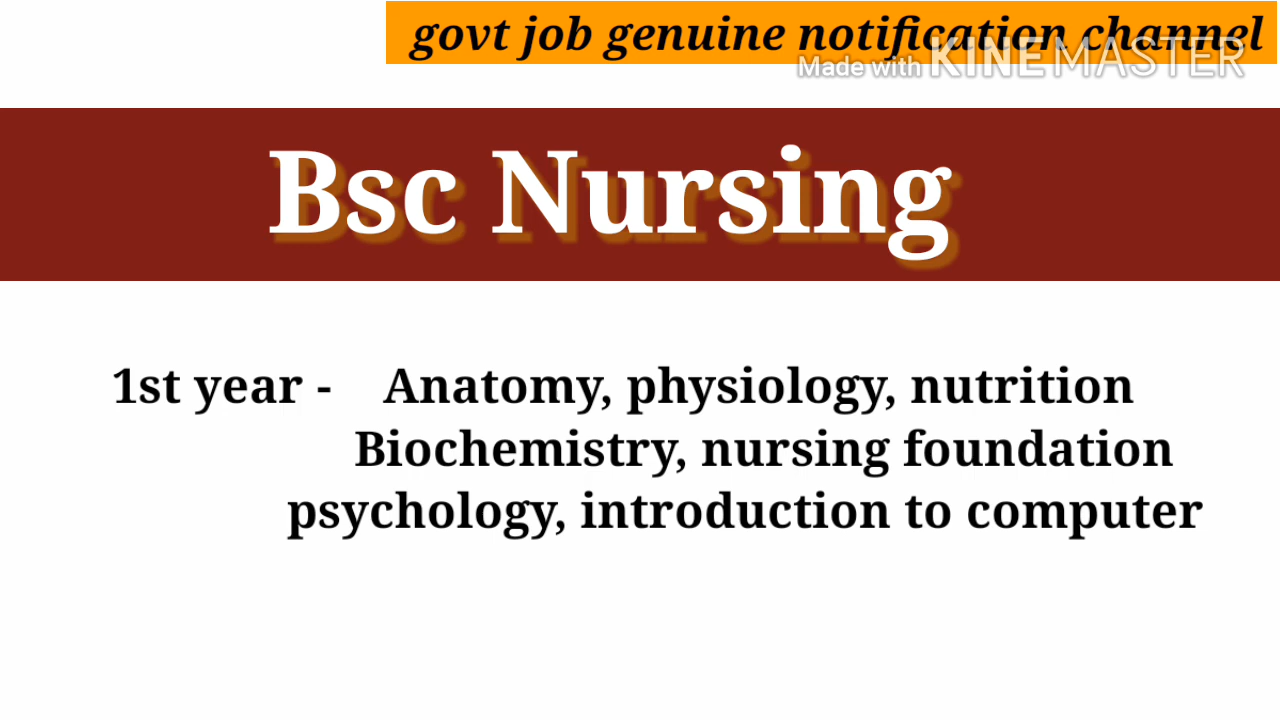 govt job genuine notification channel
Made with KINEMASTER
Bsc Nursing
1st year - Anatomy, physiology, nutrition
Biochemistry, nursing foundation
psychology, introduction to computer